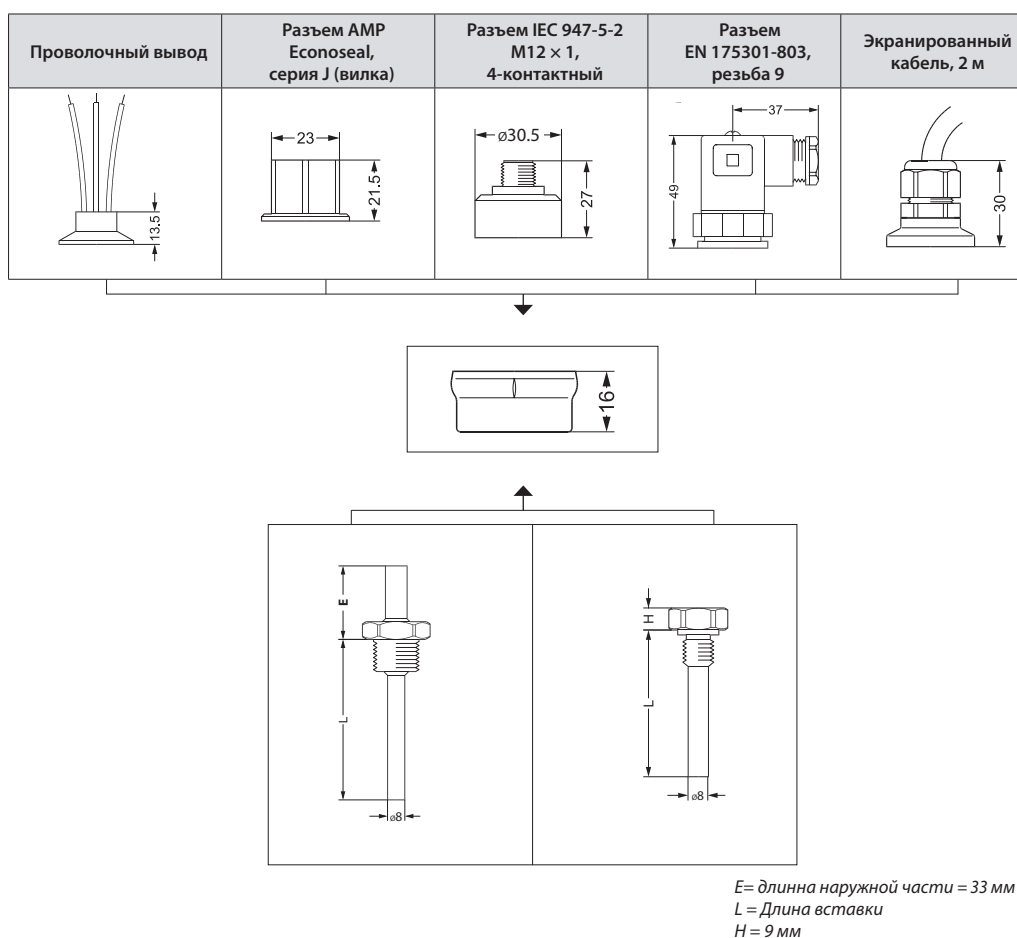 Проволочный вывод
Разъем AMP
Econoseal,
серия J (вилка)
Разъем IEC 947-5-2
M12 × 1,
4-контактный
Разъем
EN 175301-803,
резьба 9
Экранированный
кабель, 2 м
13.5
23
21.5
ø30.5
27
37
49
30
16
E
L
ø8
H
L
ø8
E= длинна наружной части = 33 мм
L = Длина вставки
H = 9 мм